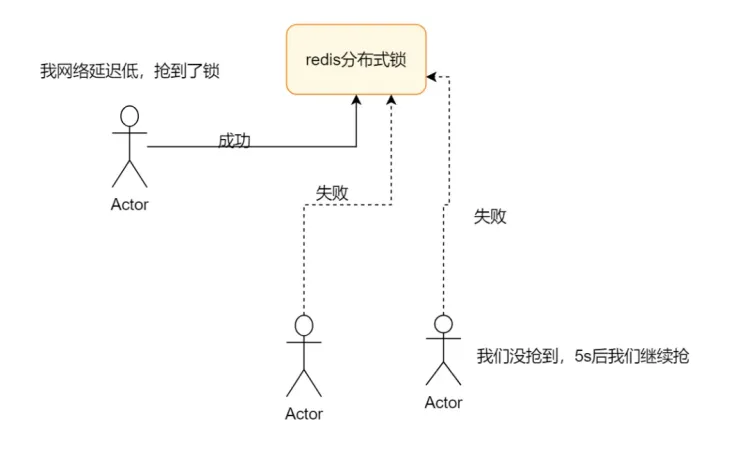 redis分布式锁
我网络延迟低，抢到了锁
成功
Actor
失败
失败
我们没抢到，5s后我们继续抢
Actor
Actor